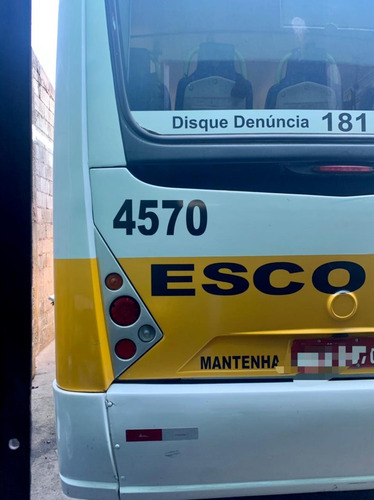 Disque Denúncia 181
4570
ESCO
MANTENHA